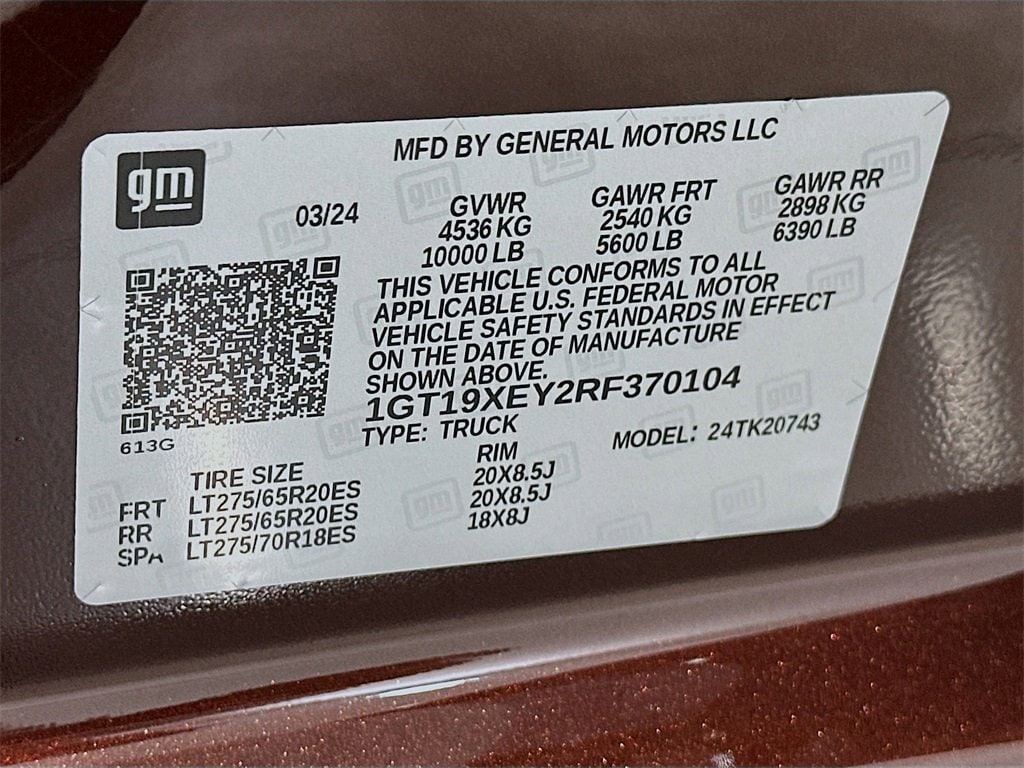 gm
MFD BY GENERAL MOTORS LLC
03/24
GVWR
4536 KG
10000 LB
GAWR FRT
2540 KG
5600 LB
GAWR RR
2898 KG
6390 LB
THIS VEHICLE CONFORMS TO ALL
APPLICABLE U.S. FEDERAL MOTOR
VEHICLE SAFETY STANDARDS IN EFFECT
ON THE DATE OF MANUFACTURE
SHOWN ABOVE.
1GT19XEY2RF370104
TYPE: TRUCK
MODEL: 24TK20743
613G
TIRE SIZE RIM
FRT LT275/65R20ES 20X8.5J
RR LT275/65R20ES 20X8.5J
SPA LT275/70R18ES 18X8J